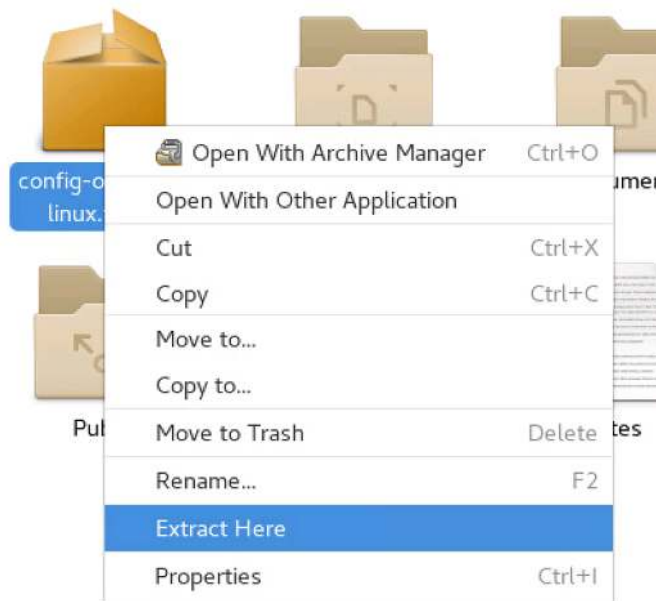 Open With Archive Manager Ctrl+O
config-o
Open With Other Application
linux.
Cut Ctrl+X
Copy Ctrl+C
Move to...
Copy to...
Move to Trash Delete
Rename... F2
Extract Here
Properties Ctrl+I